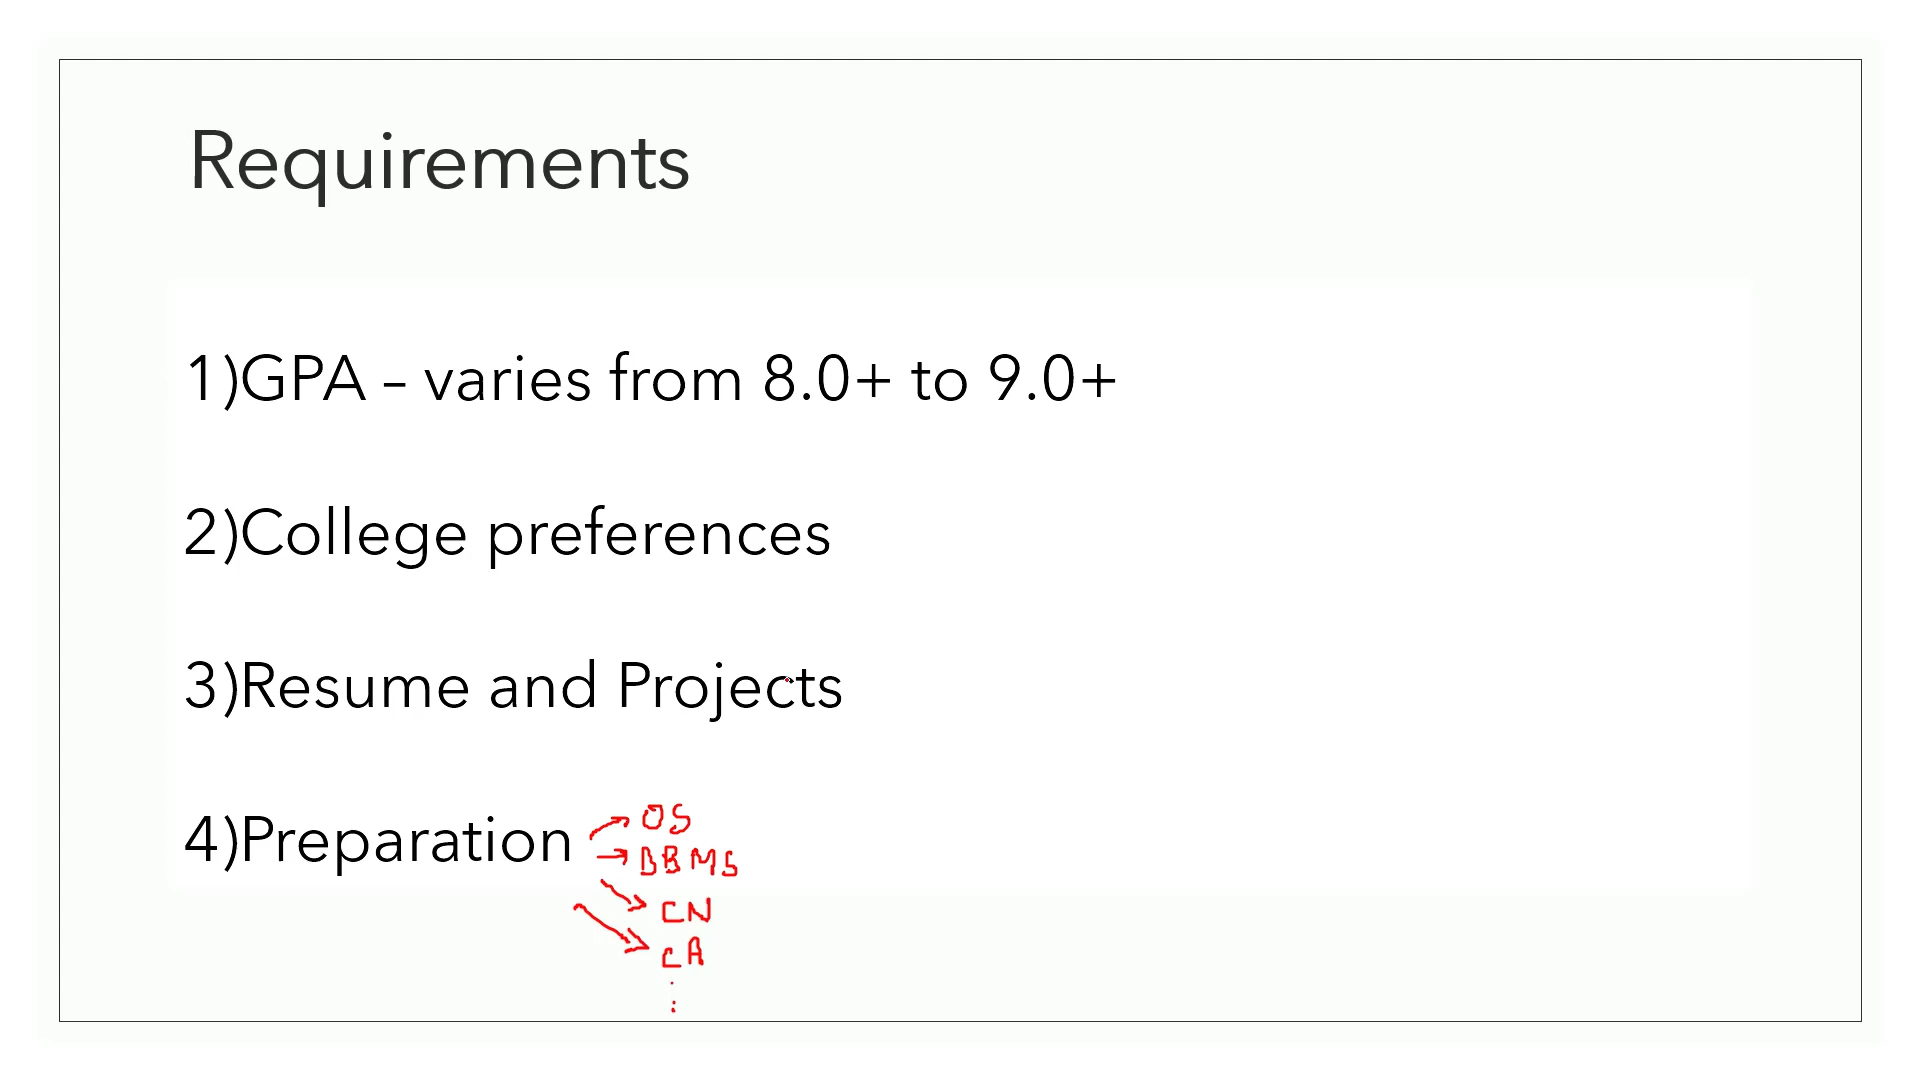 Requirements
1)GPA – varies from 8.0+ to 9.0+
2)College preferences
3)Resume and Projects
4)Preparation
OS
DBMS
CN
CA